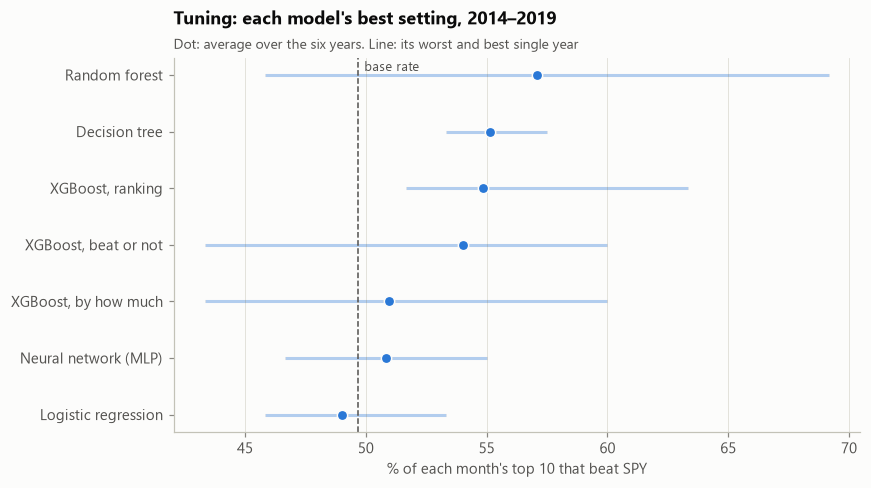 Tuning: each model's best setting, 2014–2019
Dot: average over the six years. Line: its worst and best single year
base rate
Random forest
Decision tree
XGBoost, ranking
XGBoost, beat or not
XGBoost, by how much
Neural network (MLP)
Logistic regression
45 50 55 60 65 70
% of each month's top 10 that beat SPY